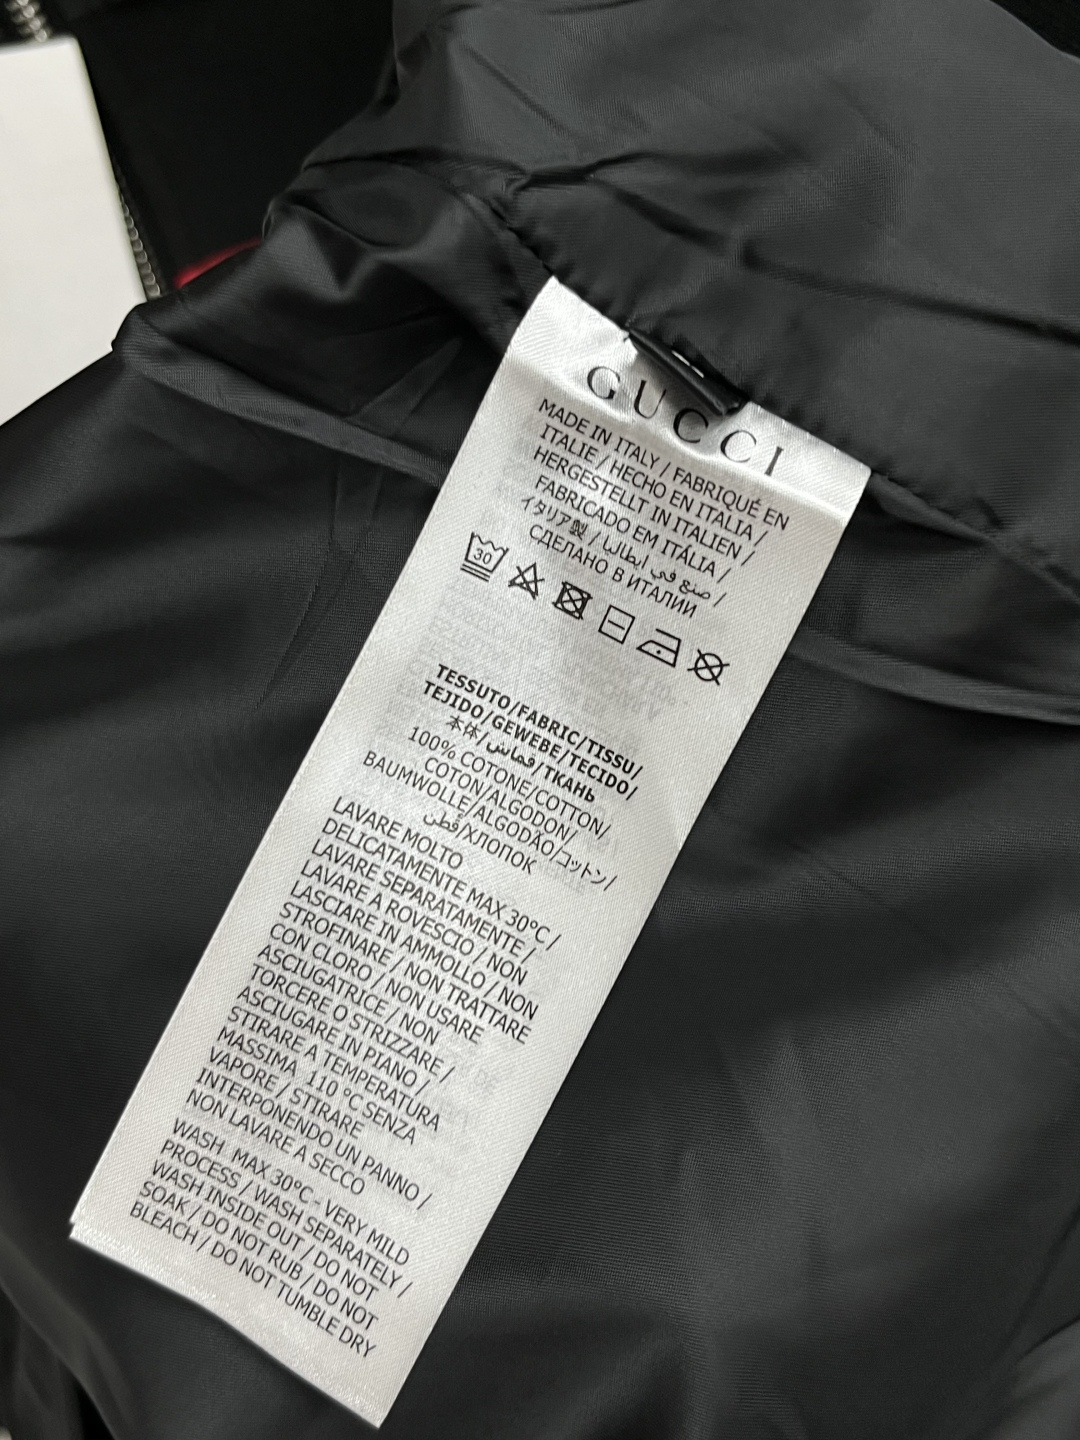 GUCCI
MADE IN ITALY / FABRIQUÉ EN
ITALIE / HECHO EN ITALIA /
HERGESTELLT IN ITALIEN /
FABRICADO EM ITÁLIA /
イタリア製 / صنع في ايطاليا /
СДЕЛАНО В ИТАЛИИ
30
TESSUTO/FABRIC/TISSU/
TEJIDO/GEWEBE/TECIDO/
本体/قماش/ТКАНЬ
100% COTONE/COTTON/
COTON/ALGODON/
BAUMWOLLE/ALGODÃO/コットン/
قطن/ХЛОПОК
LAVARE MOLTO
DELICATAMENTE MAX 30°C /
LAVARE SEPARATAMENTE /
LAVARE A ROVESCIO / NON
LASCIARE IN AMMOLLO / NON
STROFINARE / NON TRATTARE
CON CLORO / NON USARE
ASCIUGATRICE / NON
TORCERE O STRIZZARE /
ASCIUGARE IN PIANO /
STIRARE A TEMPERATURA
MASSIMA 110 °C SENZA
VAPORE / STIRARE
INTERPONENDO UN PANNO /
NON LAVARE A SECCO
WASH MAX 30°C - VERY MILD
PROCESS / WASH SEPARATELY /
WASH INSIDE OUT / DO NOT
SOAK / DO NOT RUB / DO NOT
BLEACH / DO NOT TUMBLE DRY